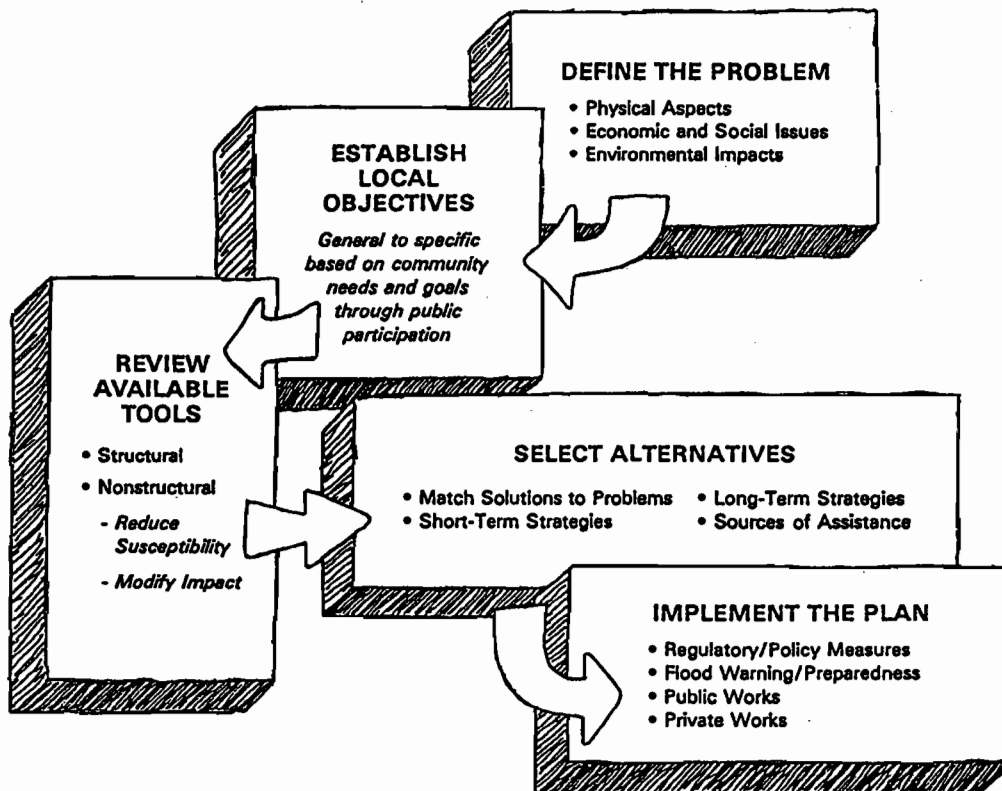 DEFINE THE PROBLEM
• Physical Aspects
• Economic and Social Issues
• Environmental Impacts
ESTABLISH
LOCAL
OBJECTIVES
General to specific
based on community
needs and goals
through public
participation
REVIEW
AVAILABLE
TOOLS
• Structural
• Nonstructural
- Reduce
Susceptibility
- Modify Impact
SELECT ALTERNATIVES
• Match Solutions to Problems
• Short-Term Strategies
• Long-Term Strategies
• Sources of Assistance
IMPLEMENT THE PLAN
• Regulatory/Policy Measures
• Flood Warning/Preparedness
• Public Works
• Private Works